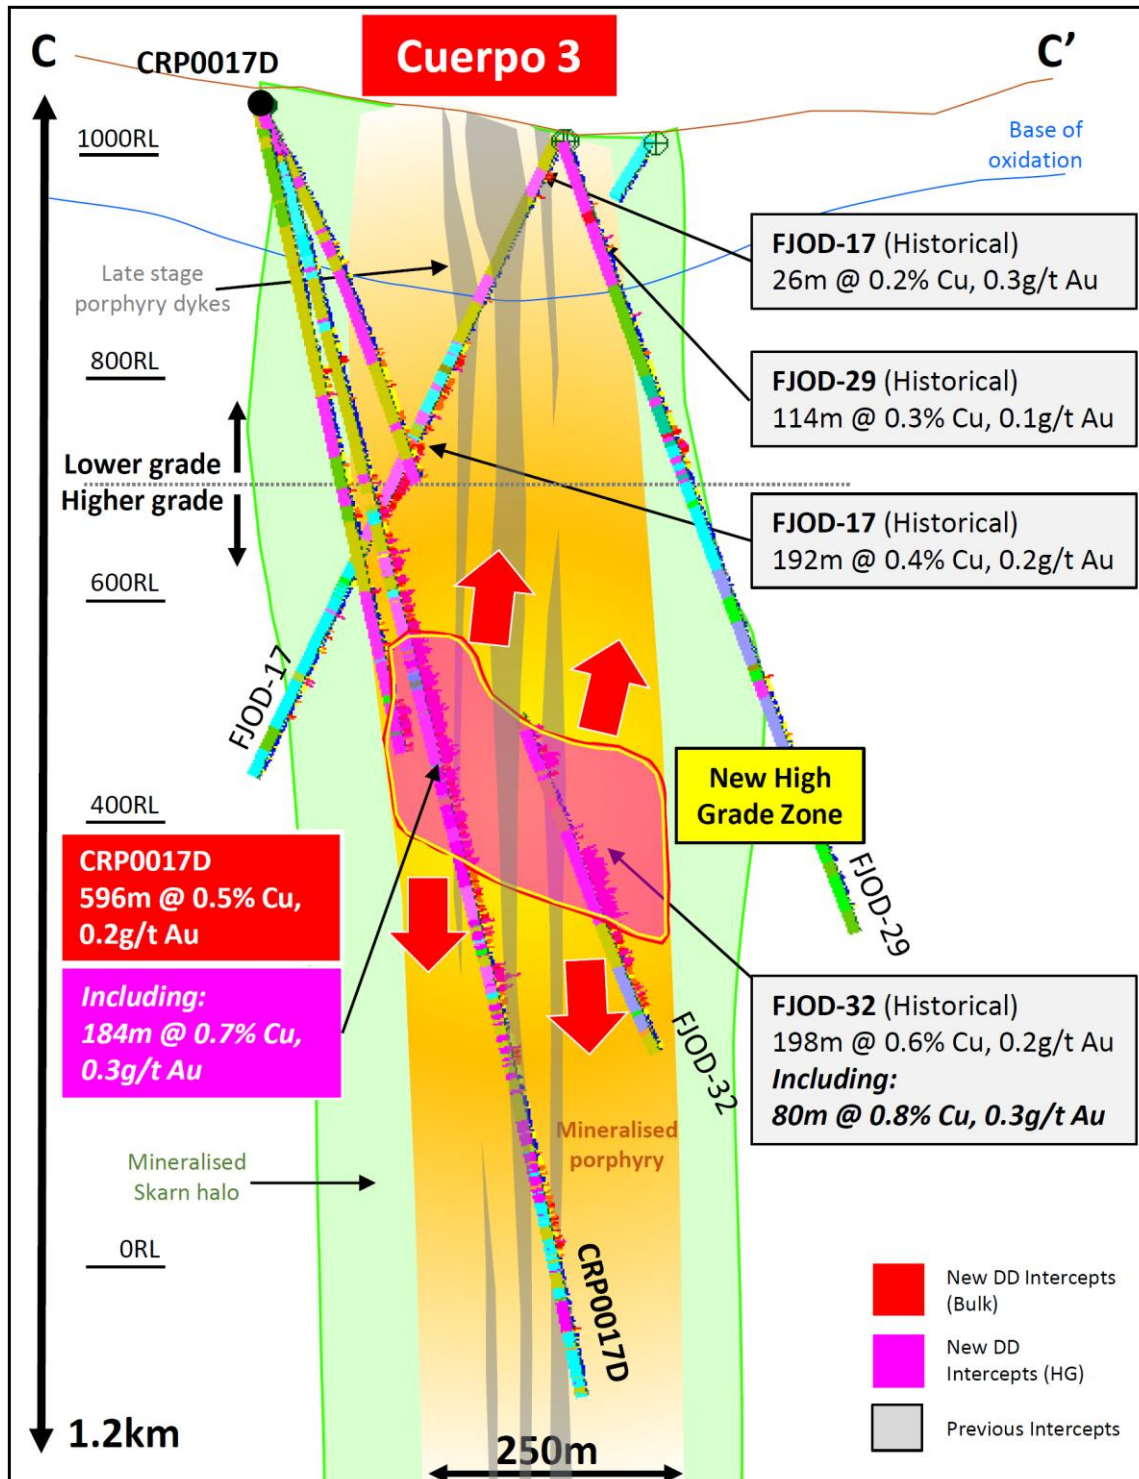 C
Cuerpo 3
C’
CRP0017D
1000RL
Base of
oxidation
FJOD-17 (Historical)
26m @ 0.2% Cu, 0.3g/t Au
Late stage
porphyry dykes
800RL
FJOD-29 (Historical)
114m @ 0.3% Cu, 0.1g/t Au
Lower grade
Higher grade
FJOD-17 (Historical)
192m @ 0.4% Cu, 0.2g/t Au
600RL
FJOD-17
New High
Grade Zone
400RL
CRP0017D
596m @ 0.5% Cu,
0.2g/t Au
FJOD-29
Including:
184m @ 0.7% Cu,
0.3g/t Au
FJOD-32
FJOD-32 (Historical)
198m @ 0.6% Cu, 0.2g/t Au
Including:
80m @ 0.8% Cu, 0.3g/t Au
Mineralised
porphyry
Mineralised
Skarn halo
0RL
CRP0017D
New DD Intercepts
(Bulk)
New DD
Intercepts (HG)
Previous Intercepts
1.2km
250m